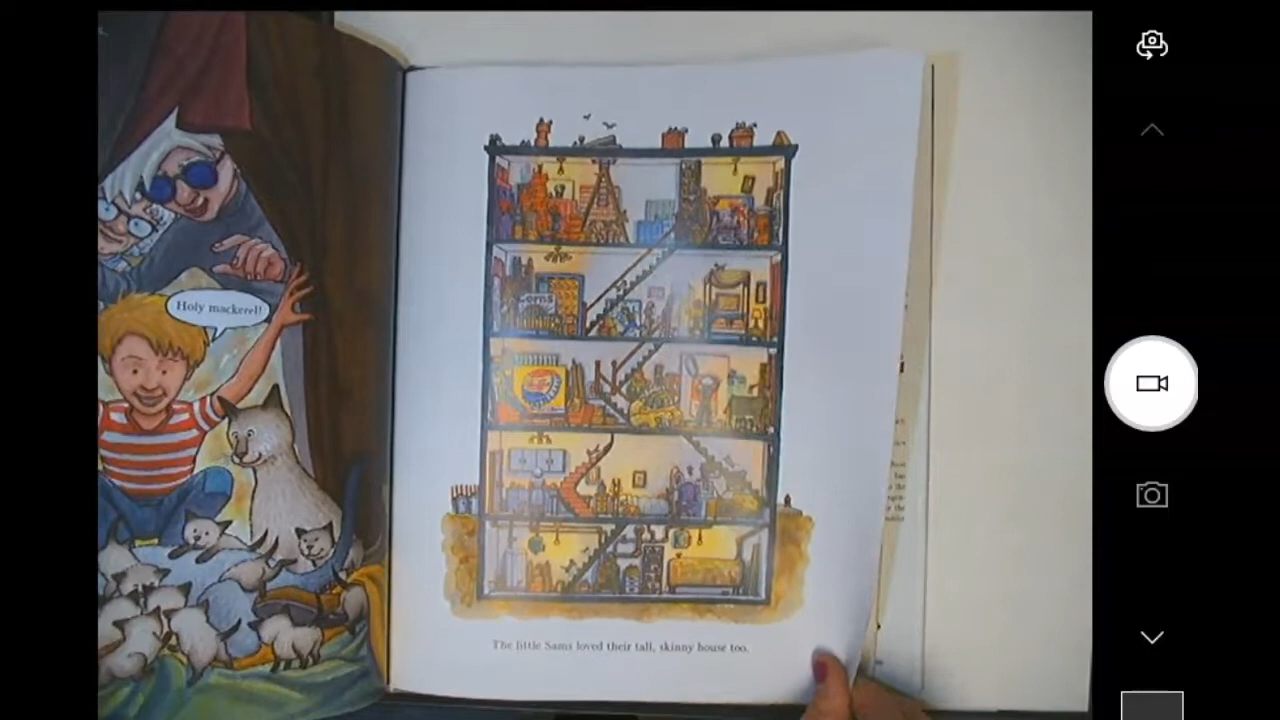 Holy mackerel!
The little Sams loved their tall, skinny house too.